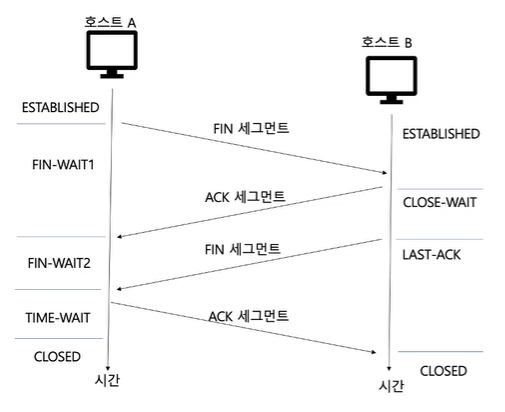 호스트 A
호스트 B
ESTABLISHED
FIN 세그먼트
ESTABLISHED
FIN-WAIT1
ACK 세그먼트
CLOSE-WAIT
FIN 세그먼트
FIN-WAIT2
LAST-ACK
TIME-WAIT
ACK 세그먼트
CLOSED
CLOSED
시간
시간